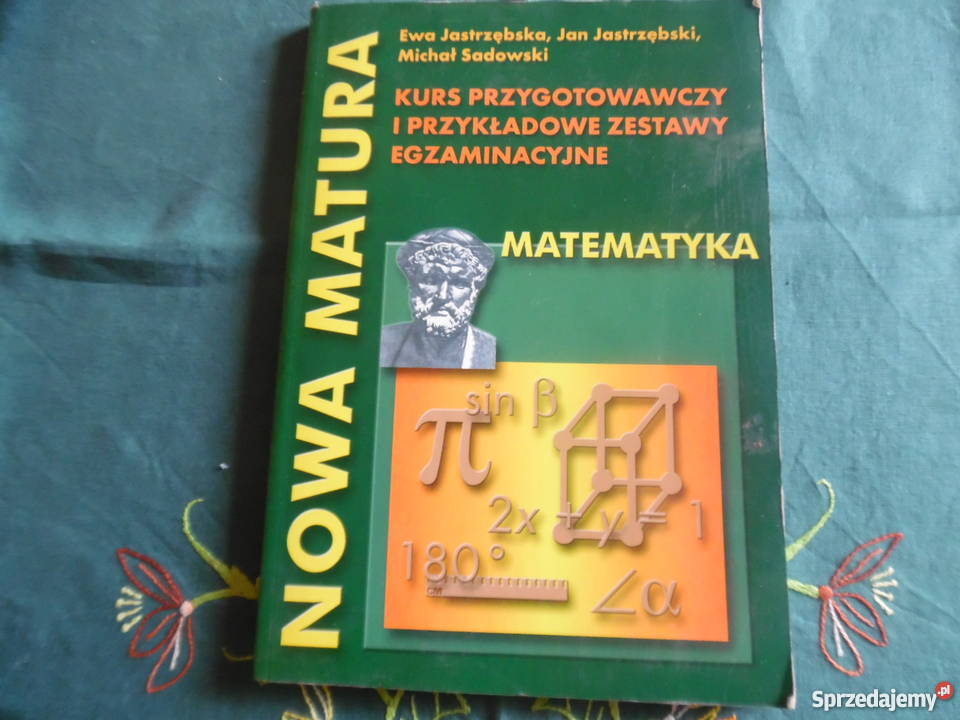 Ewa Jastrzębska, Jan Jastrzębski,
Michał Sadowski
KURS PRZYGOTOWAWCZY
I PRZYKŁADOWE ZESTAWY
EGZAMINACYJNE
NOWA MATURA
MATEMATYKA
sin β
π
2x + y = 1
180°
CM
∠α
Sprzedajemy.pl